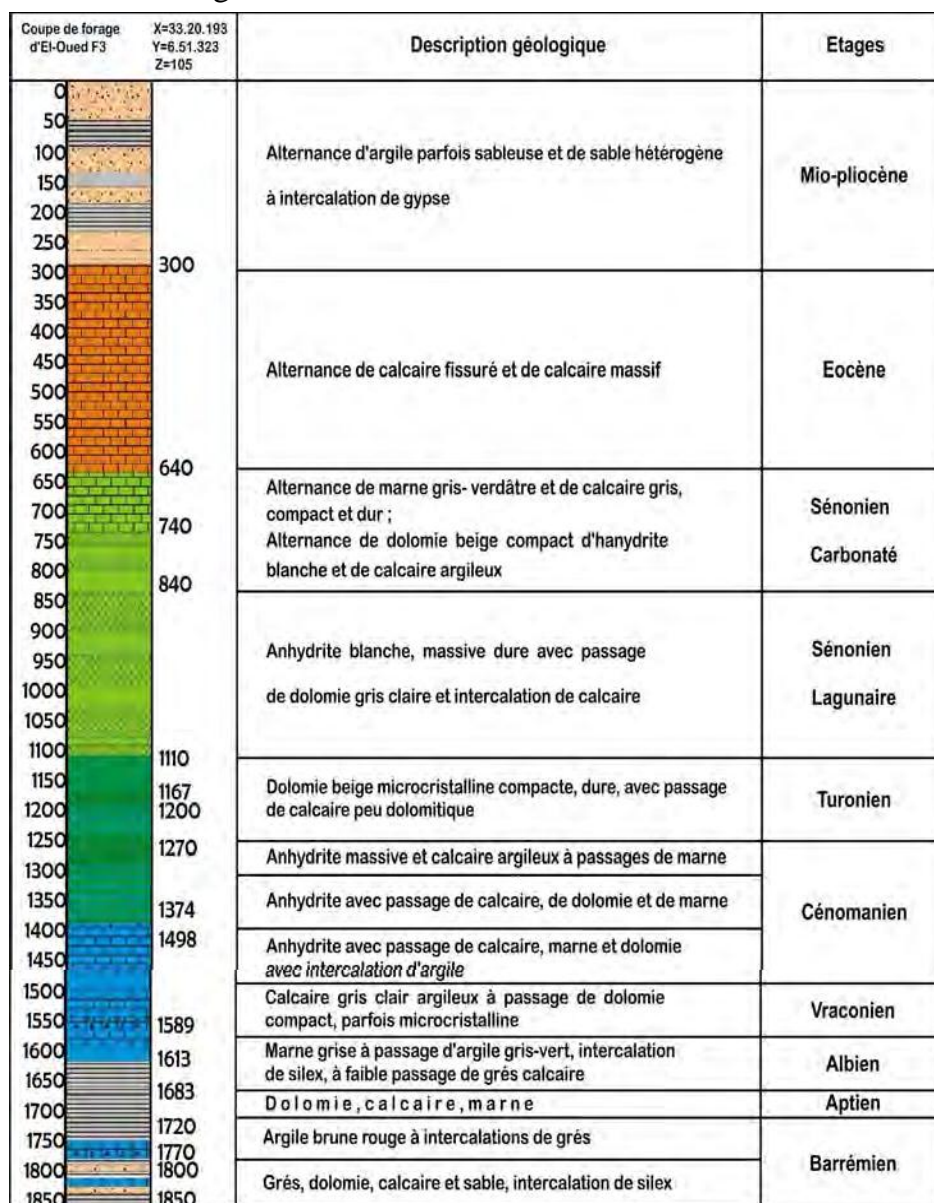 Coupe de forage
d'El-Oued F3
X=33.20.193
Y=6.51.323
Z=105
Description géologique
Etages
0
50
100
150
200
250
300
350
400
450
500
550
600
650
700
750
800
850
900
950
1000
1050
1100
1150
1200
1250
1300
1350
1400
1450
1500
1550
1600
1650
1700
1750
1800
1850
300
640
740
840
1110
1167
1200
1270
1374
1498
1589
1613
1683
1720
1770
1800
1850
Alternance d'argile parfois sableuse et de sable hétérogène
à intercalation de gypse
Mio-pliocène
Alternance de calcaire fissuré et de calcaire massif
Eocène
Alternance de marne gris- verdâtre et de calcaire gris,
compact et dur ;
Alternance de dolomie beige compact d'hanydrite
blanche et de calcaire argileux
Sénonien
Carbonaté
Anhydrite blanche, massive dure avec passage
de dolomie gris claire et intercalation de calcaire
Sénonien
Lagunaire
Dolomie beige microcristalline compacte, dure, avec passage
de calcaire peu dolomitique
Turonien
Anhydrite massive et calcaire argileux à passages de marne
Anhydrite avec passage de calcaire, de dolomie et de marne
Anhydrite avec passage de calcaire, marne et dolomie
avec intercalation d'argile
Cénomanien
Calcaire gris clair argileux à passage de dolomie
compact, parfois microcristalline
Vraconien
Marne grise à passage d'argile gris-vert, intercalation
de silex, à faible passage de grés calcaire
Albien
Dolomie, calcaire, marne
Aptien
Argile brune rouge à intercalations de grés
Grés, dolomie, calcaire et sable, intercalation de silex
Barrémien